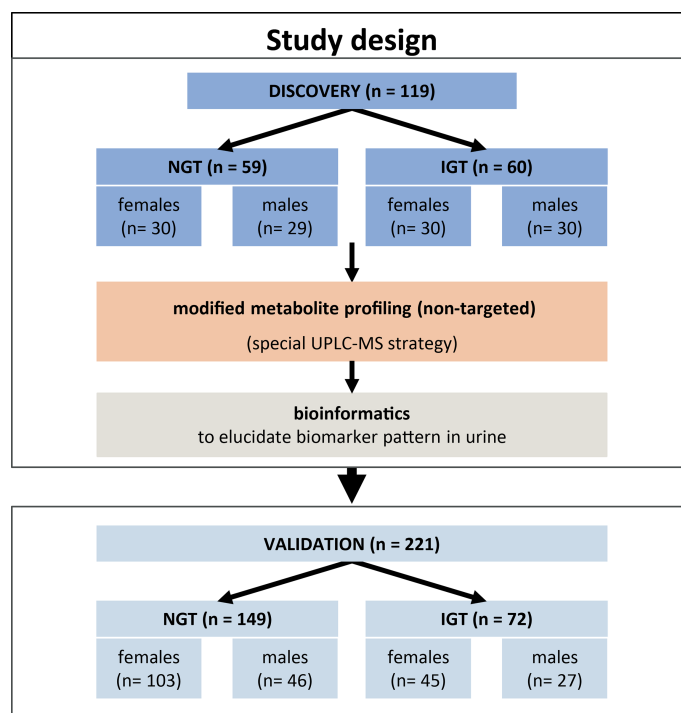 Study design
DISCOVERY (n = 119)
NGT (n = 59)
IGT (n = 60)
females
(n= 30)
males
(n= 29)
females
(n= 30)
males
(n= 30)
modified metabolite profiling (non-targeted)
(special UPLC-MS strategy)
bioinformatics
to elucidate biomarker pattern in urine
VALIDATION (n = 221)
NGT (n = 149)
IGT (n = 72)
females
(n= 103)
males
(n= 46)
females
(n= 45)
males
(n= 27)